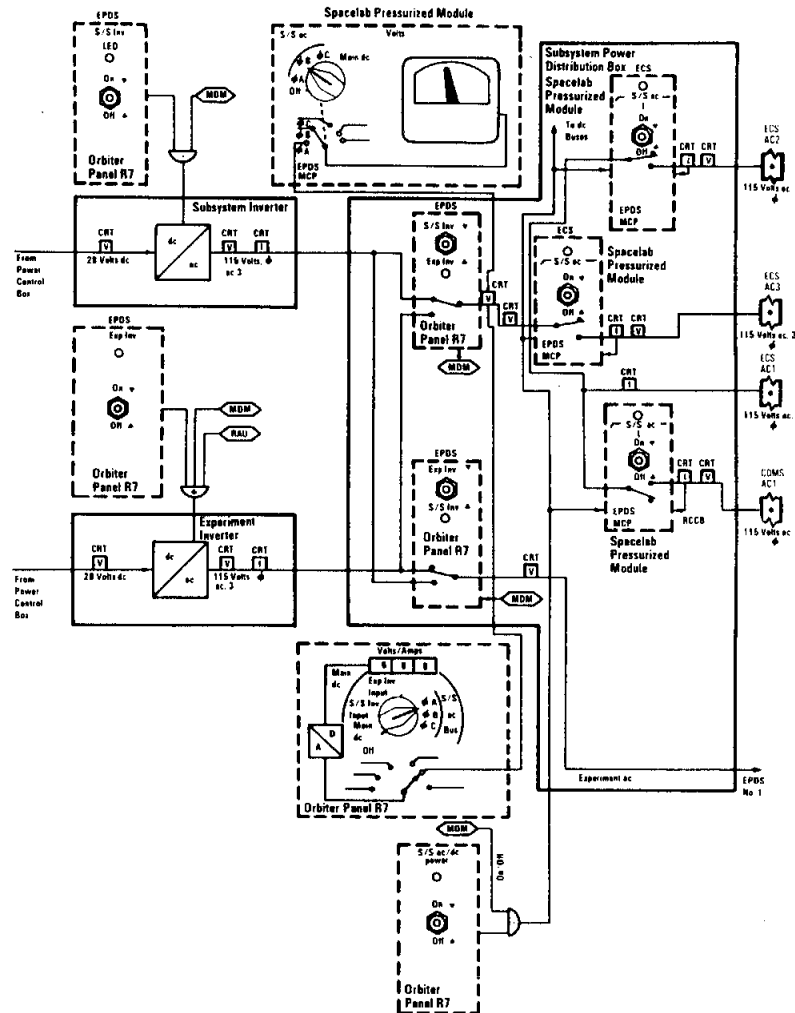 Spacelab Pressurized Module
EPDS
S/S Inv
LED
On
Off
Orbiter
Panel R7
MDM
S/S ac
Volts
Main dc
ϕ C
ϕ B
ϕ A
Off
ϕ C
ϕ B
ϕ A
EPDS
MCP
Subsystem Power
Distribution Box
Spacelab
Pressurized
Module
To dc
Buses
ECS
S/S ac
On
Off
EPDS
MCP
CRT CRT
I V
ECS
AC2
115 Volts ac
ϕ
Subsystem Inverter
From
Power
Control
Box
CRT
V
28 Volts dc
dc
ac
CRT CRT
V I
115 Volts, ϕ
ac 3
EPDS
S/S Inv
Exp Inv
Orbiter
Panel R7
MDM
CRT
V
CRT
V
ECS
S/S ac
On
Off
EPDS
MCP
Spacelab
Pressurized
Module
CRT CRT
I V
ECS
AC3
115 Volts ac, 3
ϕ
EPDS
Exp Inv
On
Off
Orbiter
Panel R7
MDM
RAU
CRT
I
ECS
AC1
115 Volts ac,
ϕ
S/S ac
On
Off
EPDS
MCP
Spacelab
Pressurized
Module
CRT CRT
I V
RCCB
CDMS
AC1
115 Volts ac
ϕ
EPDS
Exp Inv
S/S Inv
Orbiter
Panel R7
MDM
CRT
V
Experiment
Inverter
From
Power
Control
Box
CRT
V
28 Volts dc
dc
ac
CRT CRT
V I
115 Volts ϕ
ac, 3
Volts/Amps
Main
dc
Exp Inv
Input
S/S Inv
Input
Main
dc
Off
ϕ A
ϕ B
ϕ C
S/S
ac
Bus
D
A
Orbiter Panel R7
Experiment ac
EPDS
No. 1
MDM
S/S ac/dc
power
On
Off
Orbiter
Panel R7